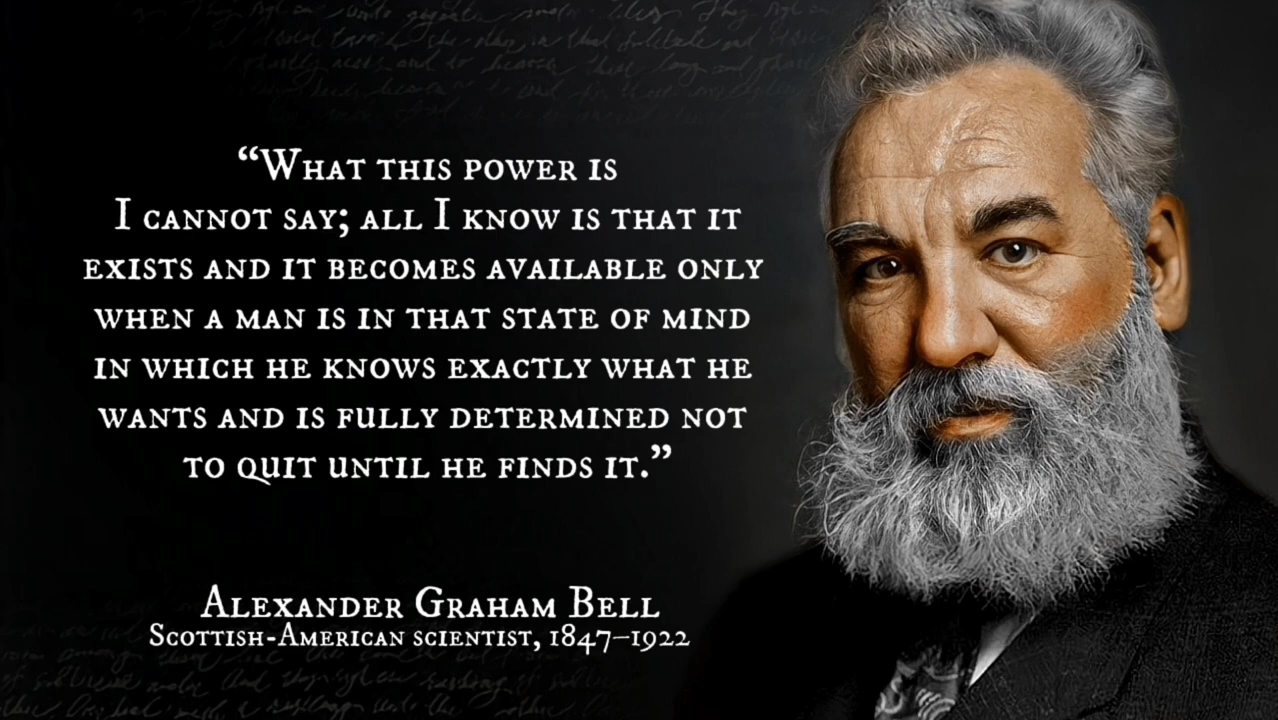 “What this power is
I cannot say; all I know is that it
exists and it becomes available only
when a man is in that state of mind
in which he knows exactly what he
wants and is fully determined not
to quit until he finds it.”
Alexander Graham Bell
Scottish-American scientist, 1847–1922